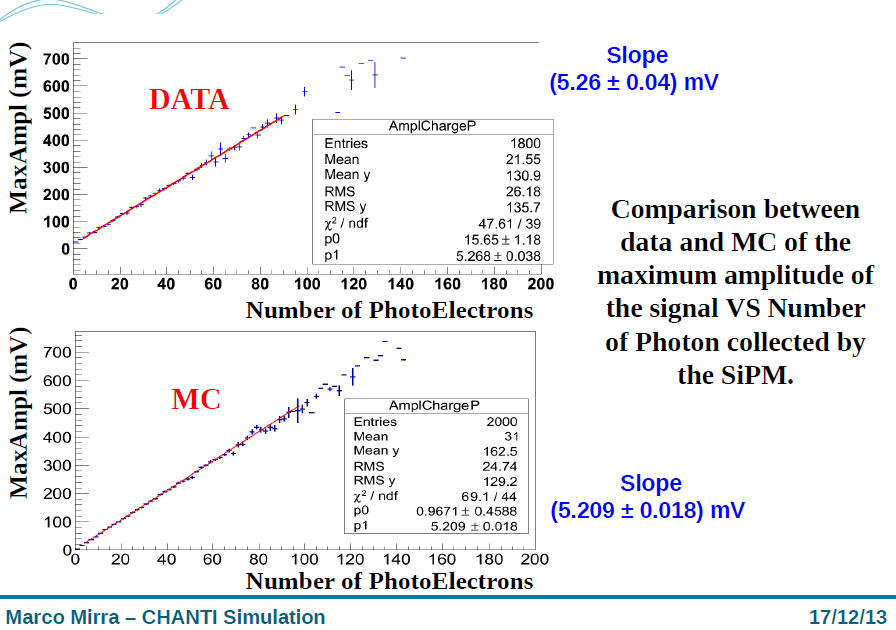 MaxAmpl (mV)
700
600
500
400
300
200
100
0
DATA
AmplChargeP
Entries 1800
Mean 21.55
Mean y 130.9
RMS 26.18
RMS y 135.7
χ² / ndf 47.61 / 39
p0 15.65 ± 1.18
p1 5.268 ± 0.038
0 20 40 60 80 100 120 140 160 180 200
Number of PhotoElectrons
Slope
(5.26 ± 0.04) mV
Comparison between
data and MC of the
maximum amplitude of
the signal VS Number
of Photon collected by
the SiPM.
MaxAmpl (mV)
700
600
500
400
300
200
100
0
MC
AmplChargeP
Entries 2000
Mean 31
Mean y 162.5
RMS 24.74
RMS y 129.2
χ² / ndf 69.1 / 44
p0 0.9671 ± 0.4588
p1 5.209 ± 0.018
0 20 40 60 80 100 120 140 160 180 200
Number of PhotoElectrons
Slope
(5.209 ± 0.018) mV
Marco Mirra – CHANTI Simulation
17/12/13